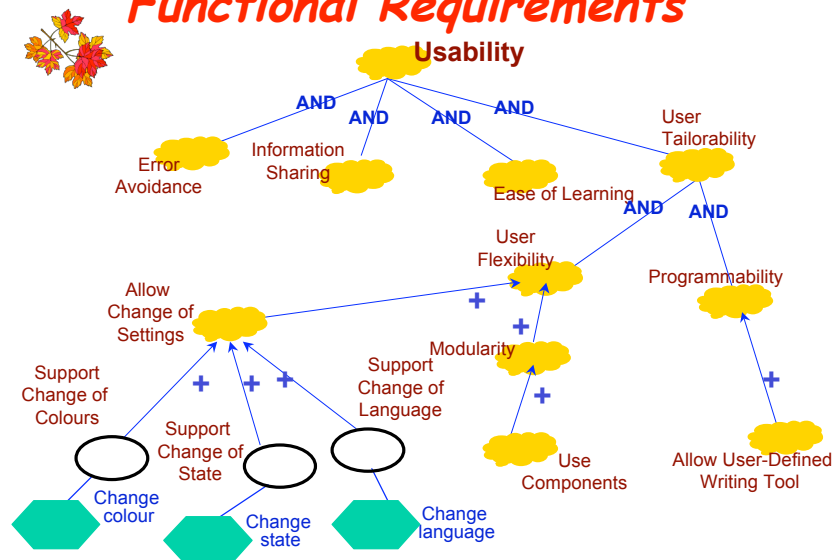 Functional Requirements
Usability
AND
AND
AND
AND
User
Tailorability
Error
Avoidance
Information
Sharing
Ease of Learning
AND
AND
User
Flexibility
Programmability
Allow
Change of
Settings
+
+
Modularity
Support
Change of
Colours
+
+
+
Support
Change of
Language
+
+
Support
Change of
State
Use
Components
Allow User-Defined
Writing Tool
Change
colour
Change
state
Change
language